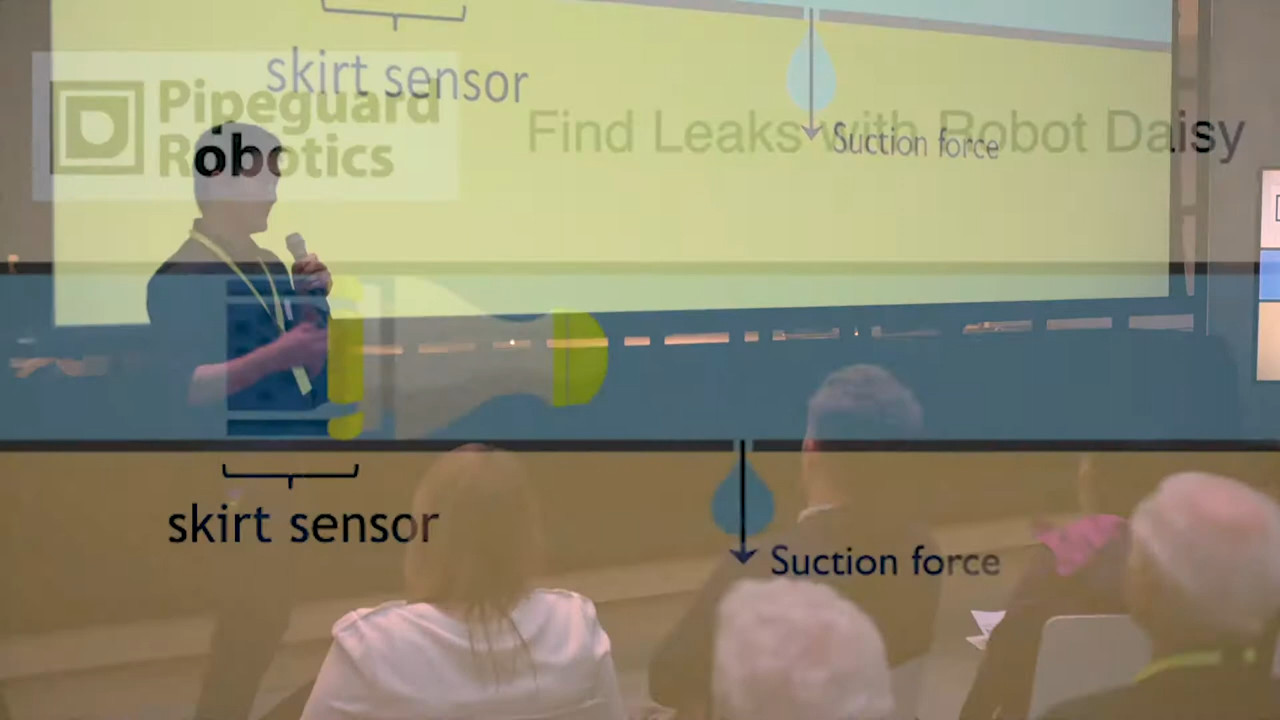 skirt sensor
Pipeguard
Robotics
Find Leaks with Robot Daisy
Suction force
skirt sensor
Suction force